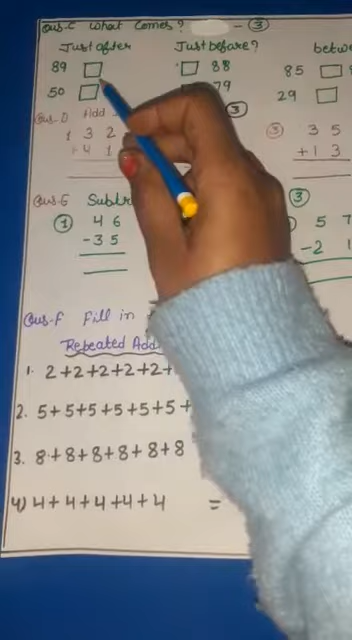 Ques.C What Comes? - ③
Just after Just before?
89 □ □ 88 85 □
50 □ □ 79 29 □
Ques-D Add ③
1 3 2 ③ 3 5
+ 4 1 + 1 3
Ques-E ③
① 4 6 5 7
- 3 5 - 2 1
Ques-F Fill in
Repeated
1. 2+2+2+2+2+
2. 5+5+5+5+5+5+
3. 8+8+8+8+8+8
4) 4+4+4+4+4 =